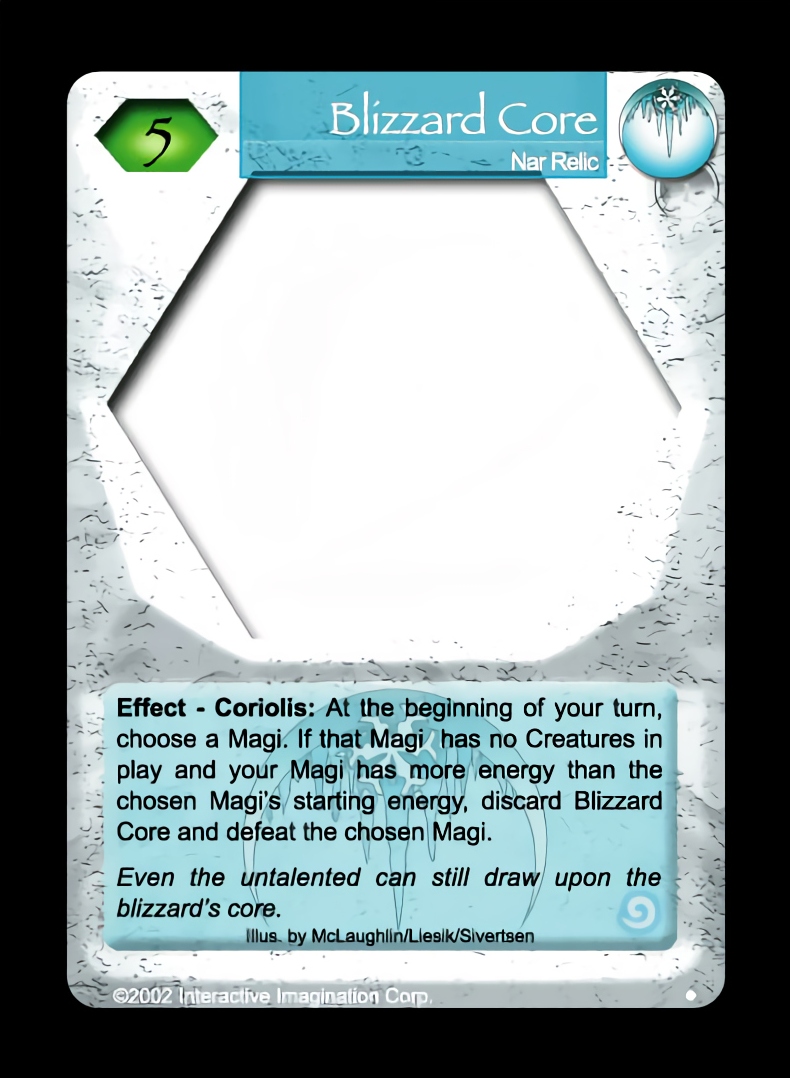 5
Blizzard Core
Nar Relic
Effect - Coriolis: At the beginning of your turn,
choose a Magi. If that Magi has no Creatures in
play and your Magi has more energy than the
chosen Magi's starting energy, discard Blizzard
Core and defeat the chosen Magi.
Even the untalented can still draw upon the
blizzard's core.
Illus. by McLaughlin/Liesik/Sivertsen
©2002 Interactive Imagination Corp.